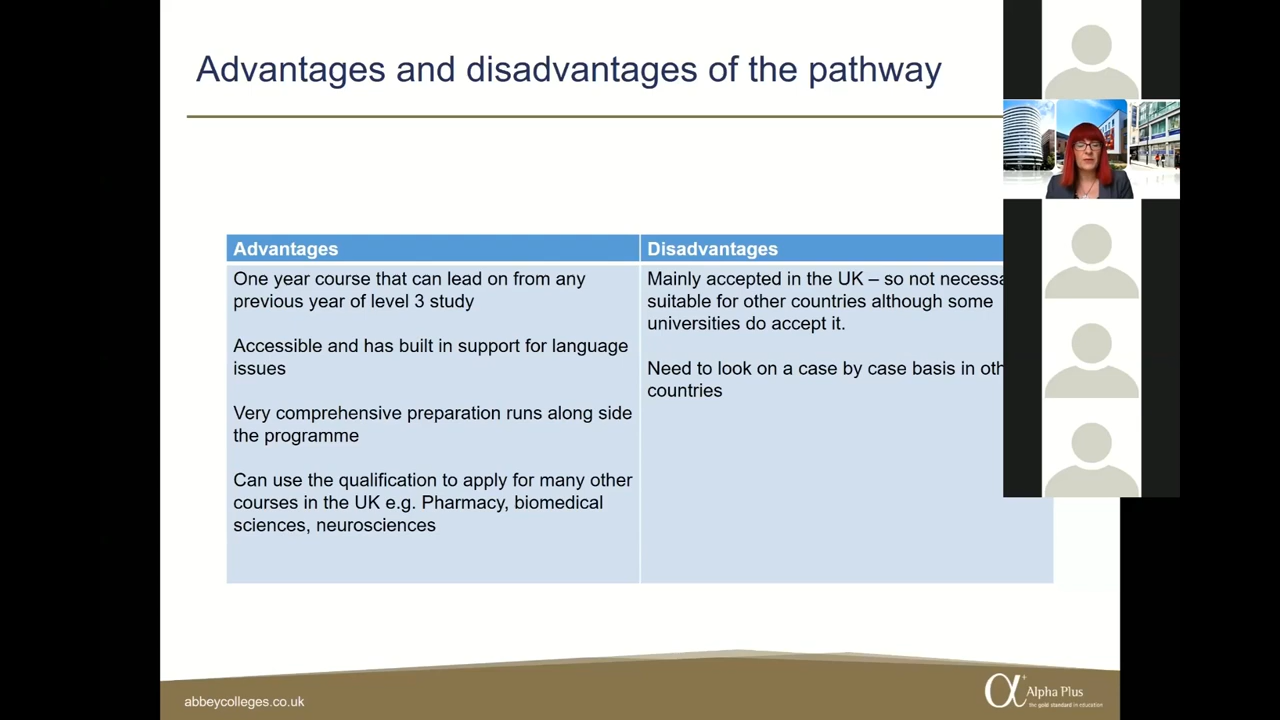 Advantages and disadvantages of the pathway
Advantages
One year course that can lead on from any
previous year of level 3 study
Accessible and has built in support for language
issues
Very comprehensive preparation runs along side
the programme
Can use the qualification to apply for many other
courses in the UK e.g. Pharmacy, biomedical
sciences, neurosciences
Disadvantages
Mainly accepted in the UK – so not
suitable for other countries although some
universities do accept it.
Need to look on a case by case basis in
countries
abbeycolleges.co.uk
Alpha Plus
the gold standard in education